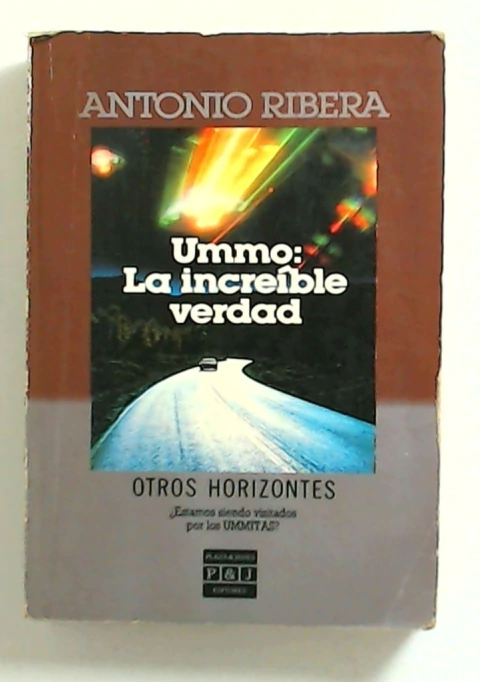 ANTONIO RIBERA
Ummo:
La increíble
verdad
OTROS HORIZONTES
¿Estamos siendo visitados
por los UMMITAS?
PLAZA & JANES
P & J
EDITORES